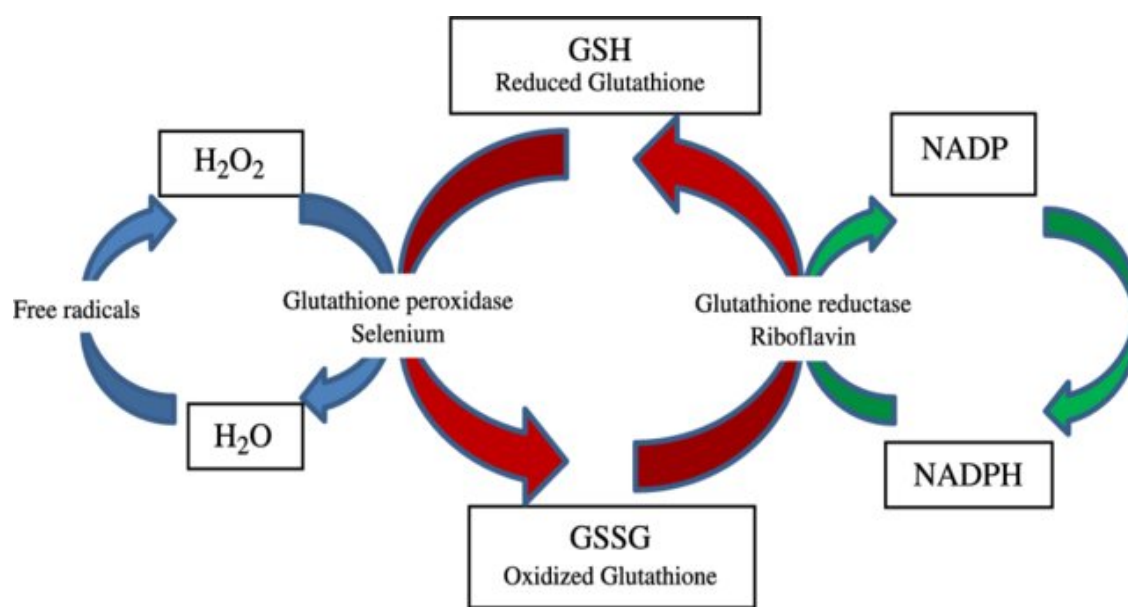 GSH
Reduced Glutathione
H₂O₂
NADP
Free radicals
Glutathione peroxidase
Selenium
Glutathione reductase
Riboflavin
H₂O
NADPH
GSSG
Oxidized Glutathione